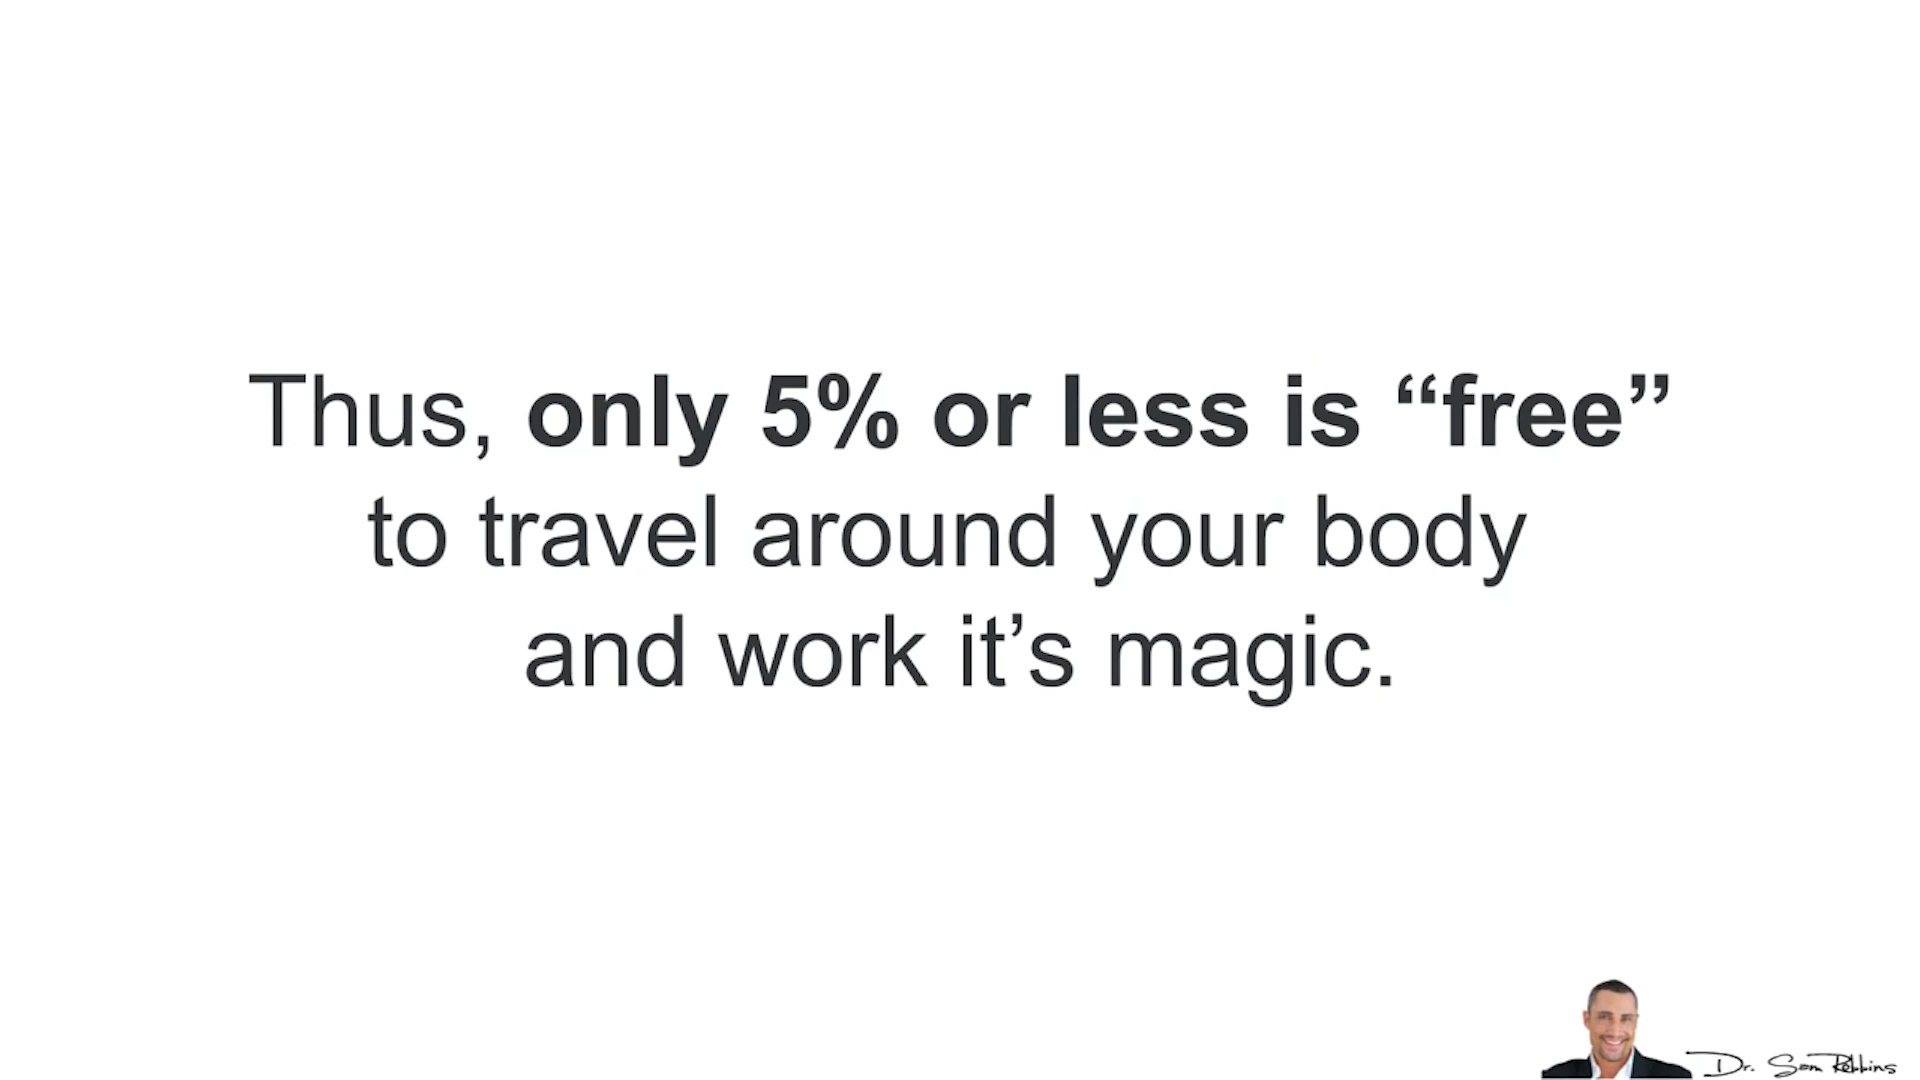 Thus, only 5% or less is “free”
to travel around your body
and work it’s magic.
Dr. Sam Robbins